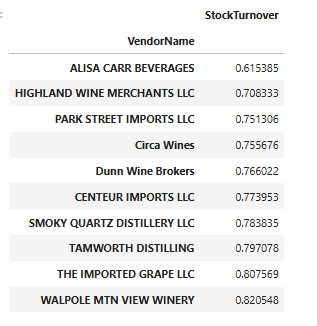 StockTurnover
VendorName
ALISA CARR BEVERAGES 0.615385
HIGHLAND WINE MERCHANTS LLC 0.708333
PARK STREET IMPORTS LLC 0.751306
Circa Wines 0.755676
Dunn Wine Brokers 0.766022
CENTEUR IMPORTS LLC 0.773953
SMOKY QUARTZ DISTILLERY LLC 0.783835
TAMWORTH DISTILLING 0.797078
THE IMPORTED GRAPE LLC 0.807569
WALPOLE MTN VIEW WINERY 0.820548